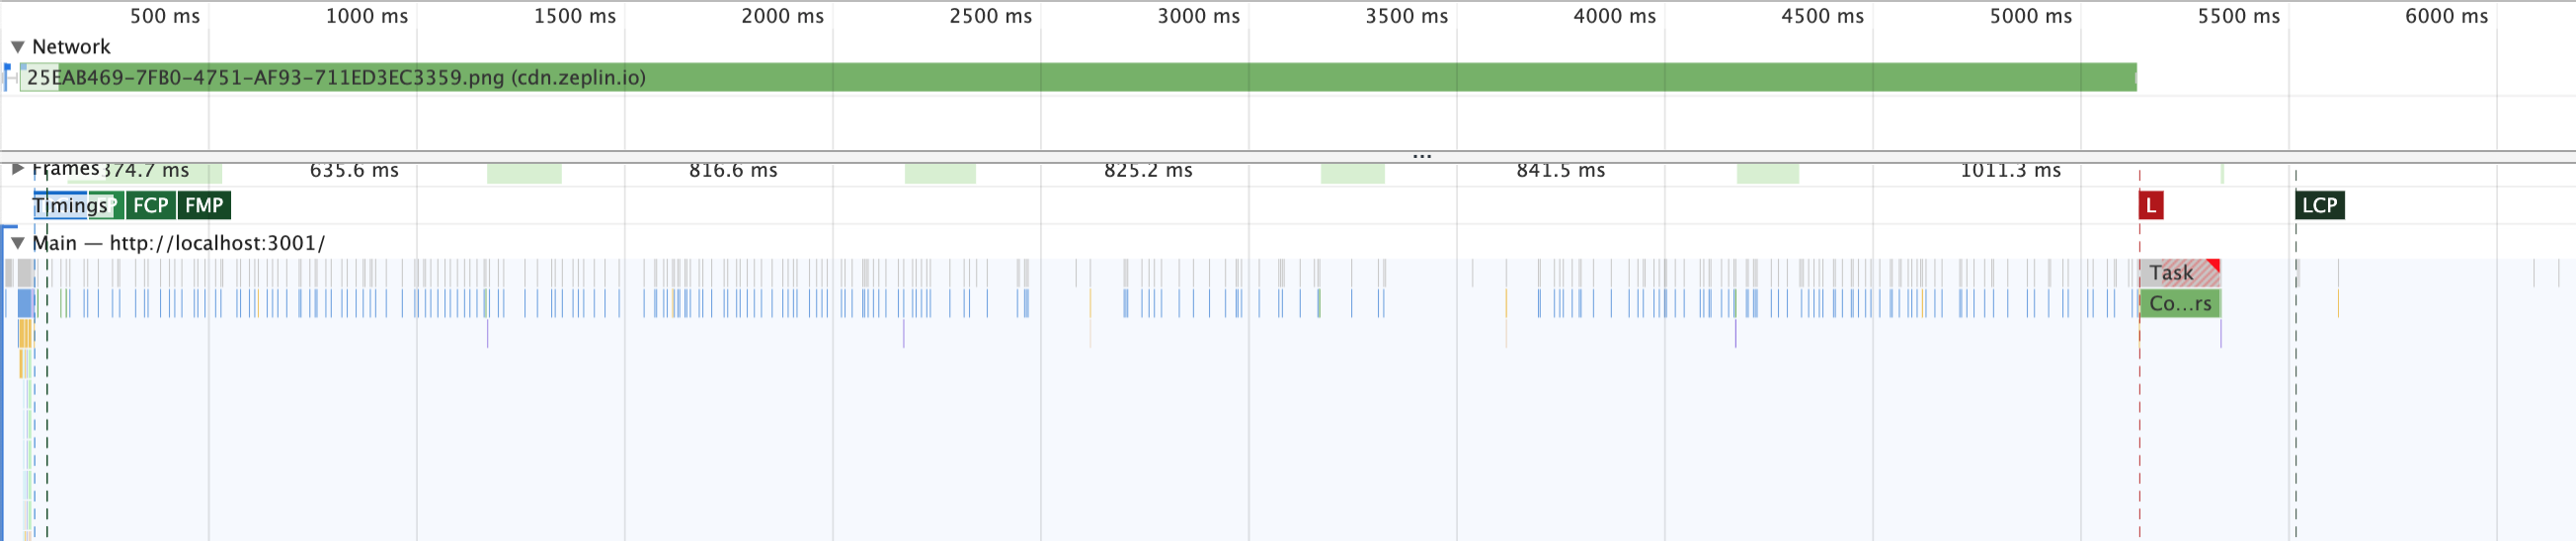 500 ms 1000 ms 1500 ms 2000 ms 2500 ms 3000 ms 3500 ms 4000 ms 4500 ms 5000 ms 5500 ms 6000 ms
Network
25EAB469-7FB0-4751-AF93-711ED3EC3359.png (cdn.zeplin.io)
...
Frames 374.7 ms 635.6 ms 816.6 ms 825.2 ms 841.5 ms 1011.3 ms
Timings P FCP FMP L LCP
Main — http://localhost:3001/
Task
Co...rs